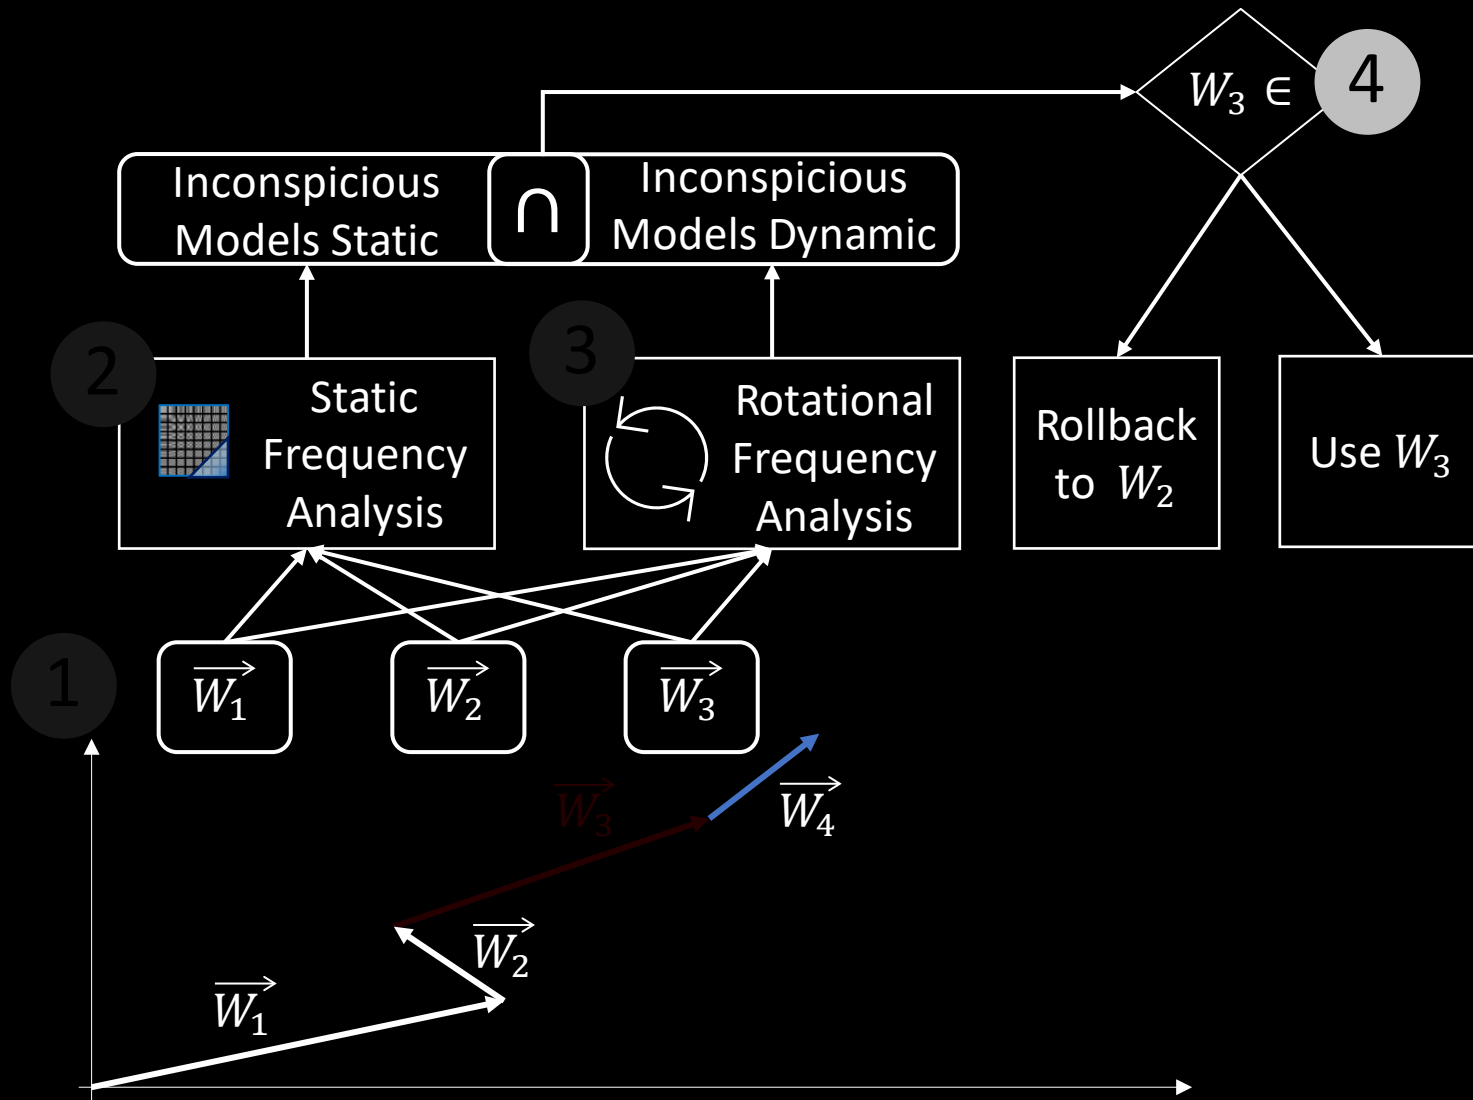 W₃ ∈
4
Inconspicious
Models Static
∩
Inconspicious
Models Dynamic
2
Static
Frequency
Analysis
3
Rotational
Frequency
Analysis
Rollback
to W₂
Use W₃
1
W₁
W₂
W₃
W₃
W₄
W₂
W₁